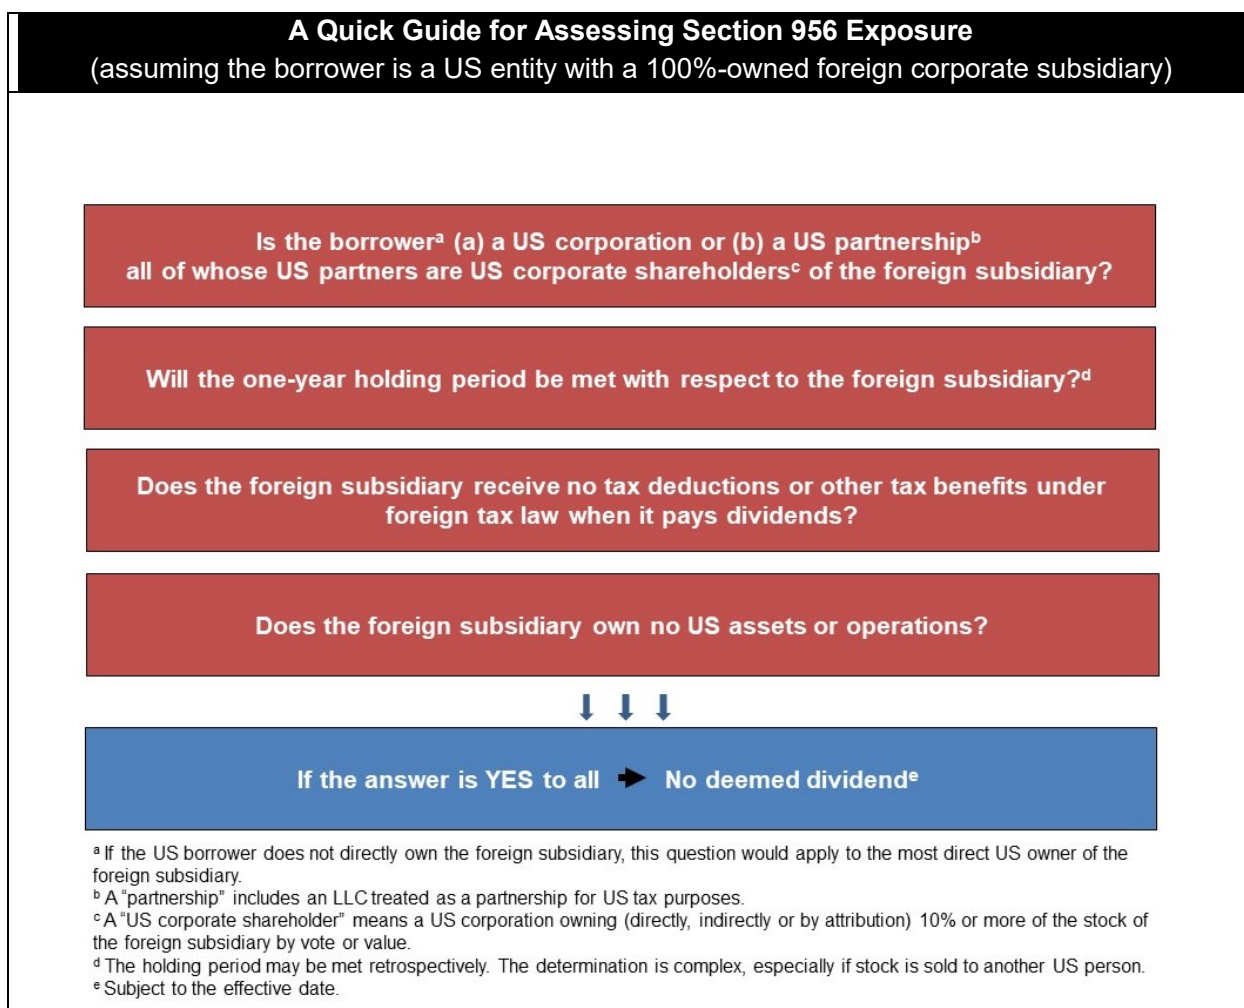 A Quick Guide for Assessing Section 956 Exposure
(assuming the borrower is a US entity with a 100%-owned foreign corporate subsidiary)
Is the borrowerᵃ (a) a US corporation or (b) a US partnershipᵇ
all of whose US partners are US corporate shareholdersᶜ of the foreign subsidiary?
Will the one-year holding period be met with respect to the foreign subsidiary?ᵈ
Does the foreign subsidiary receive no tax deductions or other tax benefits under
foreign tax law when it pays dividends?
Does the foreign subsidiary own no US assets or operations?
If the answer is YES to all → No deemed dividendᵉ
ᵃ If the US borrower does not directly own the foreign subsidiary, this question would apply to the most direct US owner of the
foreign subsidiary.
ᵇ A “partnership” includes an LLC treated as a partnership for US tax purposes.
ᶜ A “US corporate shareholder” means a US corporation owning (directly, indirectly or by attribution) 10% or more of the stock of
the foreign subsidiary by vote or value.
ᵈ The holding period may be met retrospectively. The determination is complex, especially if stock is sold to another US person.
ᵉ Subject to the effective date.